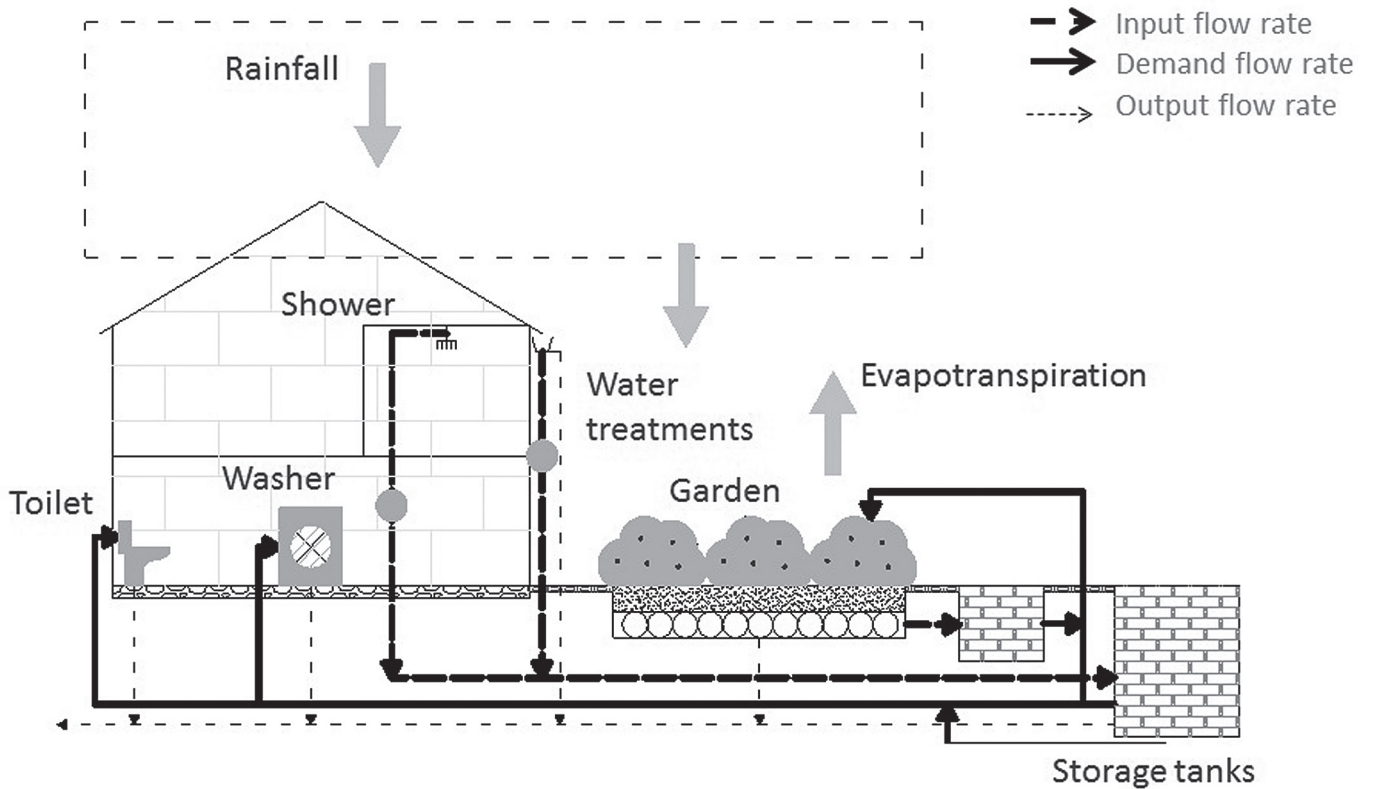 Input flow rate
Demand flow rate
Output flow rate
Rainfall
Shower
Water
treatments
Evapotranspiration
Washer
Garden
Toilet
Storage tanks